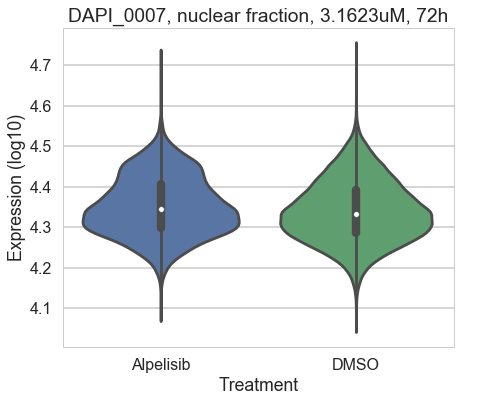 DAPI_0007, nuclear fraction, 3.1623uM, 72h
Expression (log10)
4.7
4.6
4.5
4.4
4.3
4.2
4.1
Alpelisib DMSO
Treatment